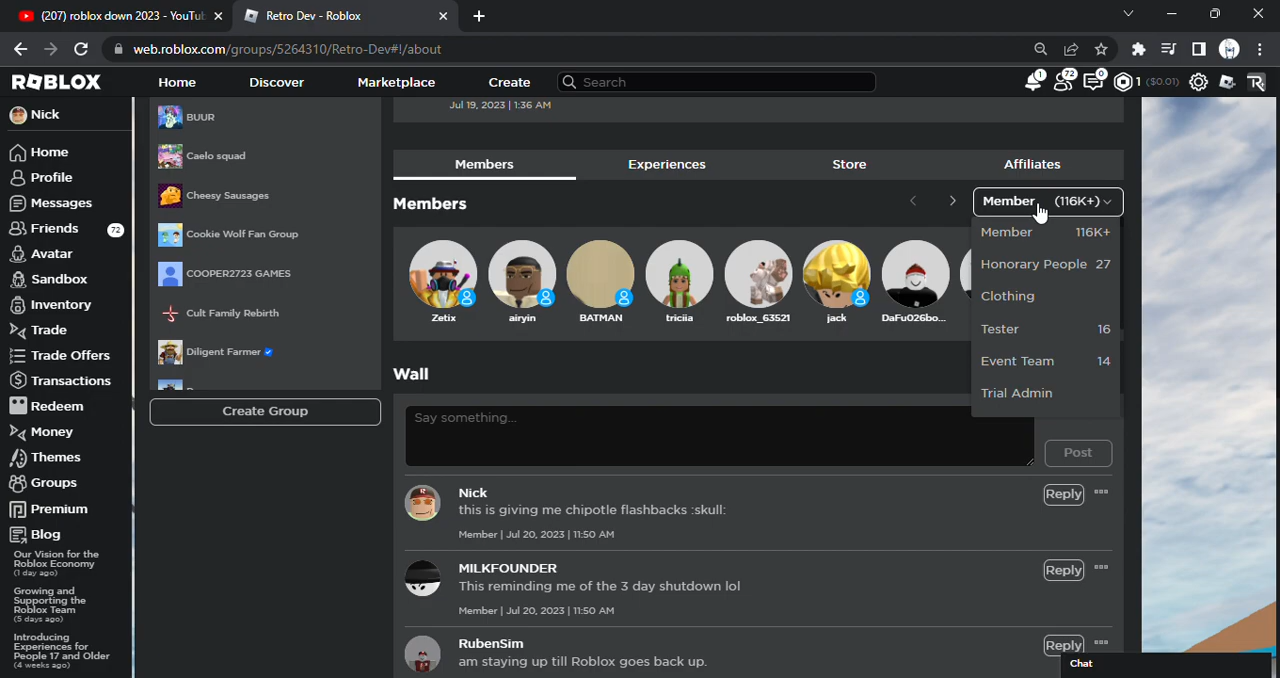 (207) roblox down 2023 - YouTu
Retro Dev - Roblox
web.roblox.com/groups/5264310/Retro-Dev#!/about
ROBLOX
Home
Discover
Marketplace
Create
Search
1
72
0
1
($0.01)
Nick
Home
Profile
Messages
Friends
72
Avatar
Sandbox
Inventory
Trade
Trade Offers
Transactions
Redeem
Money
Themes
Groups
Premium
Blog
Our Vision for the
Roblox Economy
(1 day ago)
Growing and
Supporting the
Roblox Team
(5 days ago)
Introducing
Experiences for
People 17 and Older
(4 weeks ago)
BUUR
Caelo squad
Cheesy Sausages
Cookie Wolf Fan Group
COOPER2723 GAMES
Cult Family Rebirth
Diligent Farmer
Create Group
Jul 19, 2023 | 1:36 AM
Members
Experiences
Store
Affiliates
Members
Member (116K+)
Member 116K+
Honorary People 27
Clothing
Tester 16
Event Team 14
Trial Admin
Zetix
airyin
BATMAN
triciia
roblox_63521
jack
DaFu026bo...
Wall
Say something...
Post
Nick
this is giving me chipotle flashbacks :skull:
Member | Jul 20, 2023 | 11:50 AM
Reply
MILKFOUNDER
This reminding me of the 3 day shutdown lol
Member | Jul 20, 2023 | 11:50 AM
Reply
RubenSim
am staying up till Roblox goes back up.
Reply
Chat